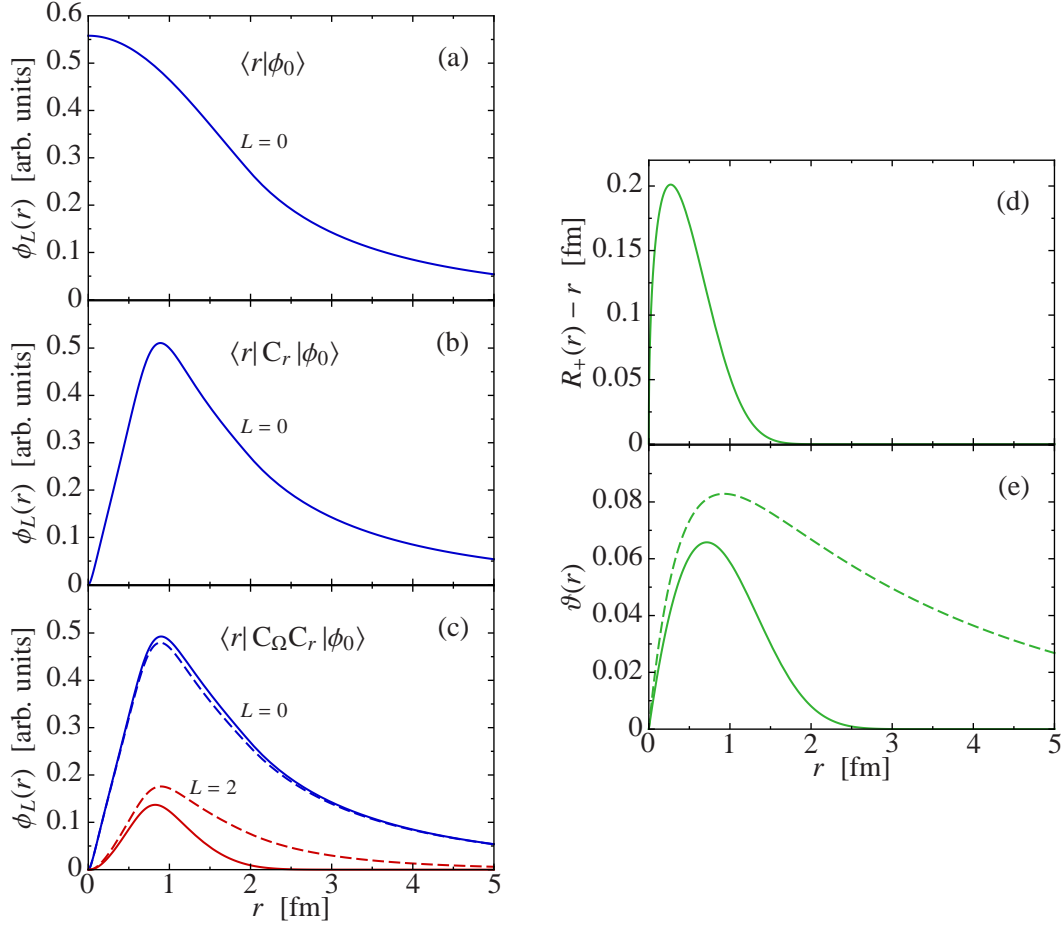 0.6
0.5
0.4
0.3
0.2
0.1
0
ϕL(r) [arb. units]
⟨r|ϕ0⟩
(a)
L = 0
0.5
0.4
0.3
0.2
0.1
0
ϕL(r) [arb. units]
⟨r| Cr |ϕ0⟩
(b)
L = 0
0.5
0.4
0.3
0.2
0.1
0
ϕL(r) [arb. units]
⟨r| CΩCr |ϕ0⟩
(c)
L = 0
L = 2
0 1 2 3 4 5
r [fm]
0.2
0.15
0.1
0.05
0
R+(r) − r [fm]
(d)
0.08
0.06
0.04
0.02
0
ϑ(r)
(e)
0 1 2 3 4 5
r [fm]